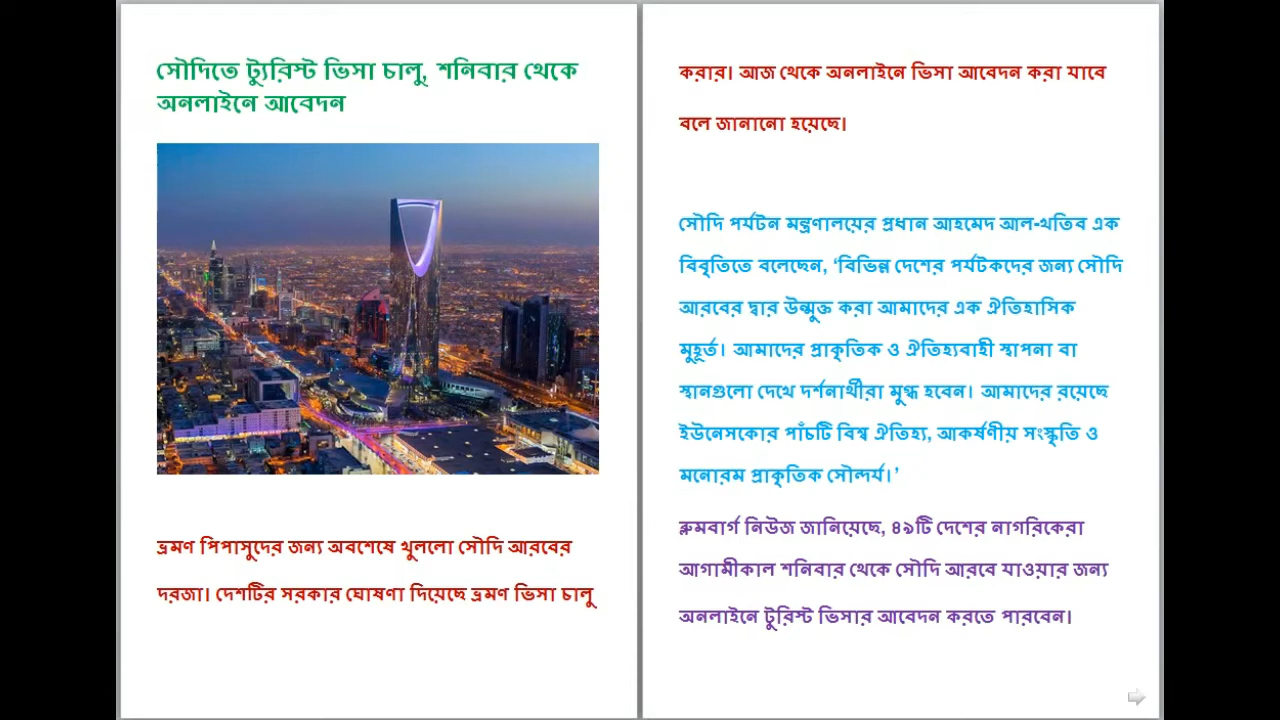 সৌদিতে ট্যুরিস্ট ভিসা চালু, শনিবার থেকে
অনলাইনে আবেদন
ভ্রমণ পিপাসুদের জন্য অবশেষে খুললো সৌদি আরবের
দরজা। দেশটির সরকার ঘোষণা দিয়েছে ভ্রমণ ভিসা চালু
করার। আজ থেকে অনলাইনে ভিসা আবেদন করা যাবে
বলে জানানো হয়েছে।
সৌদি পর্যটন মন্ত্রণালয়ের প্রধান আহমেদ আল-খতিব এক
বিবৃতিতে বলেছেন, ‘বিভিন্ন দেশের পর্যটকদের জন্য সৌদি
আরবের দ্বার উন্মুক্ত করা আমাদের এক ঐতিহাসিক
মুহূর্ত। আমাদের প্রাকৃতিক ও ঐতিহ্যবাহী স্থাপনা বা
স্থানগুলো দেখে দর্শনার্থীরা মুগ্ধ হবেন। আমাদের রয়েছে
ইউনেসকোর পাঁচটি বিশ্ব ঐতিহ্য, আকর্ষণীয় সংস্কৃতি ও
মনোরম প্রাকৃতিক সৌন্দর্য।’
ব্লুমবার্গ নিউজ জানিয়েছে, ৪৯টি দেশের নাগরিকেরা
আগামীকাল শনিবার থেকে সৌদি আরবে যাওয়ার জন্য
অনলাইনে টুরিস্ট ভিসার আবেদন করতে পারবেন।